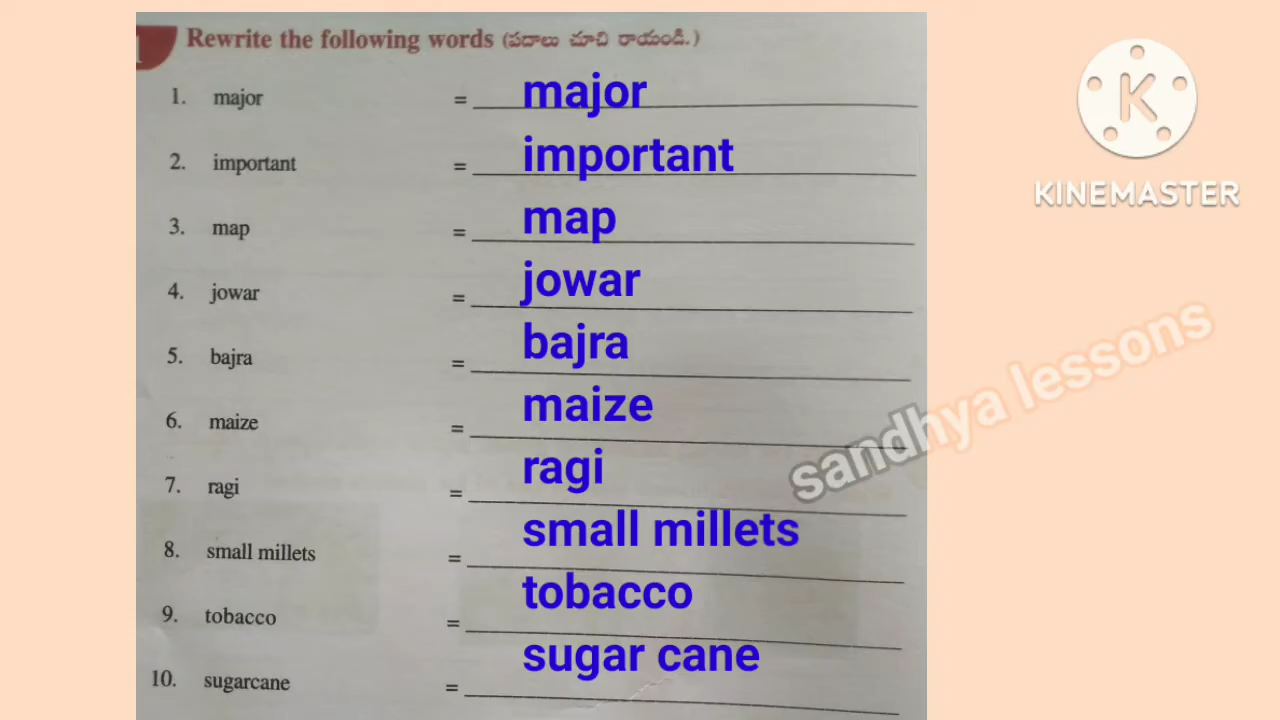 1 Rewrite the following words (పదాలు చూచి రాయండి.)
1. major = major
2. important = important
3. map = map
4. jowar = jowar
5. bajra = bajra
6. maize = maize
7. ragi = ragi
8. small millets = small millets
9. tobacco = tobacco
10. sugarcane = sugar cane
K
KINEMASTER
sandhya lessons